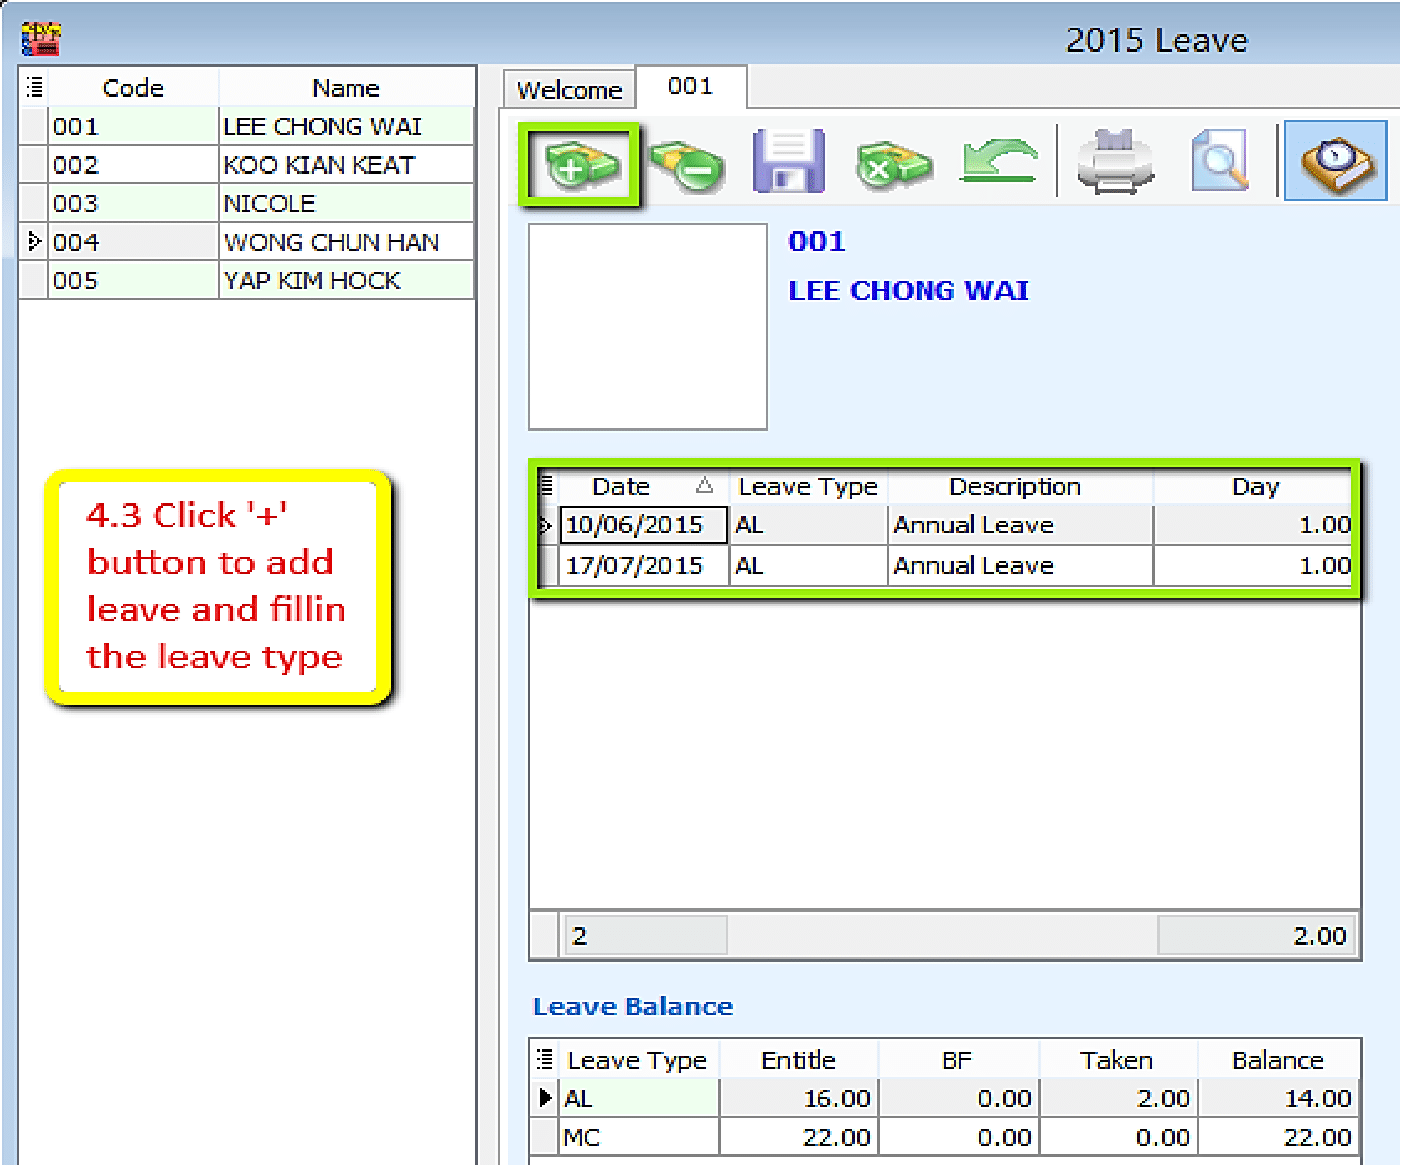 2015 Leave
Code Name
001 LEE CHONG WAI
002 KOO KIAN KEAT
003 NICOLE
004 WONG CHUN HAN
005 YAP KIM HOCK
4.3 Click '+'
button to add
leave and fillin
the leave type
Welcome 001
001
LEE CHONG WAI
Date Leave Type Description Day
10/06/2015 AL Annual Leave 1.00
17/07/2015 AL Annual Leave 1.00
2 2.00
Leave Balance
Leave Type Entitle BF Taken Balance
AL 16.00 0.00 2.00 14.00
MC 22.00 0.00 0.00 22.00